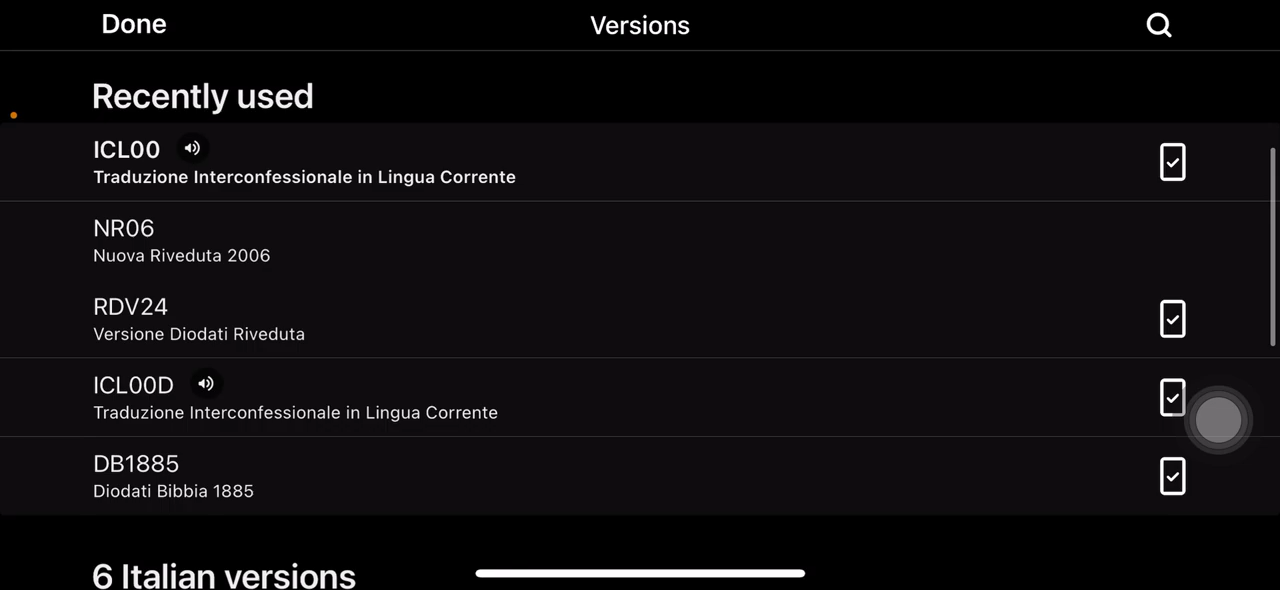 Done
Versions
Recently used
ICL00
Traduzione Interconfessionale in Lingua Corrente
NR06
Nuova Riveduta 2006
RDV24
Versione Diodati Riveduta
ICL00D
Traduzione Interconfessionale in Lingua Corrente
DB1885
Diodati Bibbia 1885
6 Italian versions